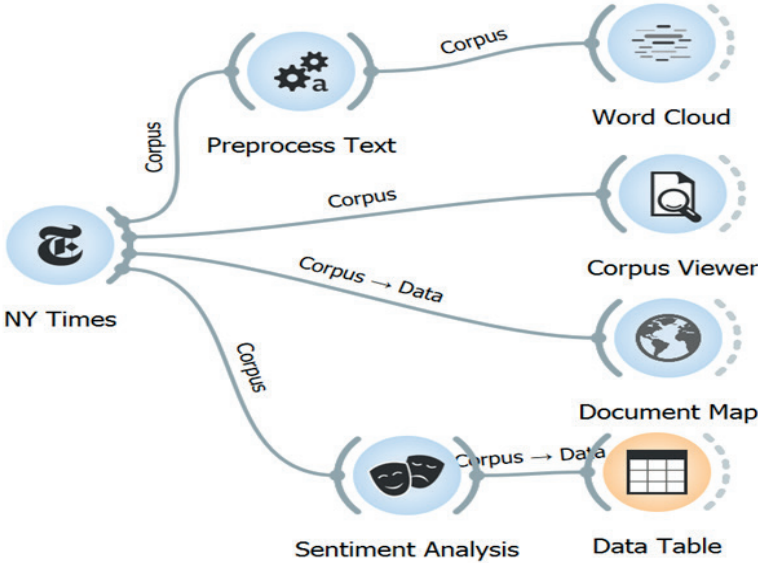 Corpus
Word Cloud
a
Preprocess Text
Corpus
Corpus
Corpus Viewer
NY Times
Corpus → Data
Document Map
Corpus
Corpus → Data
Sentiment Analysis
Data Table